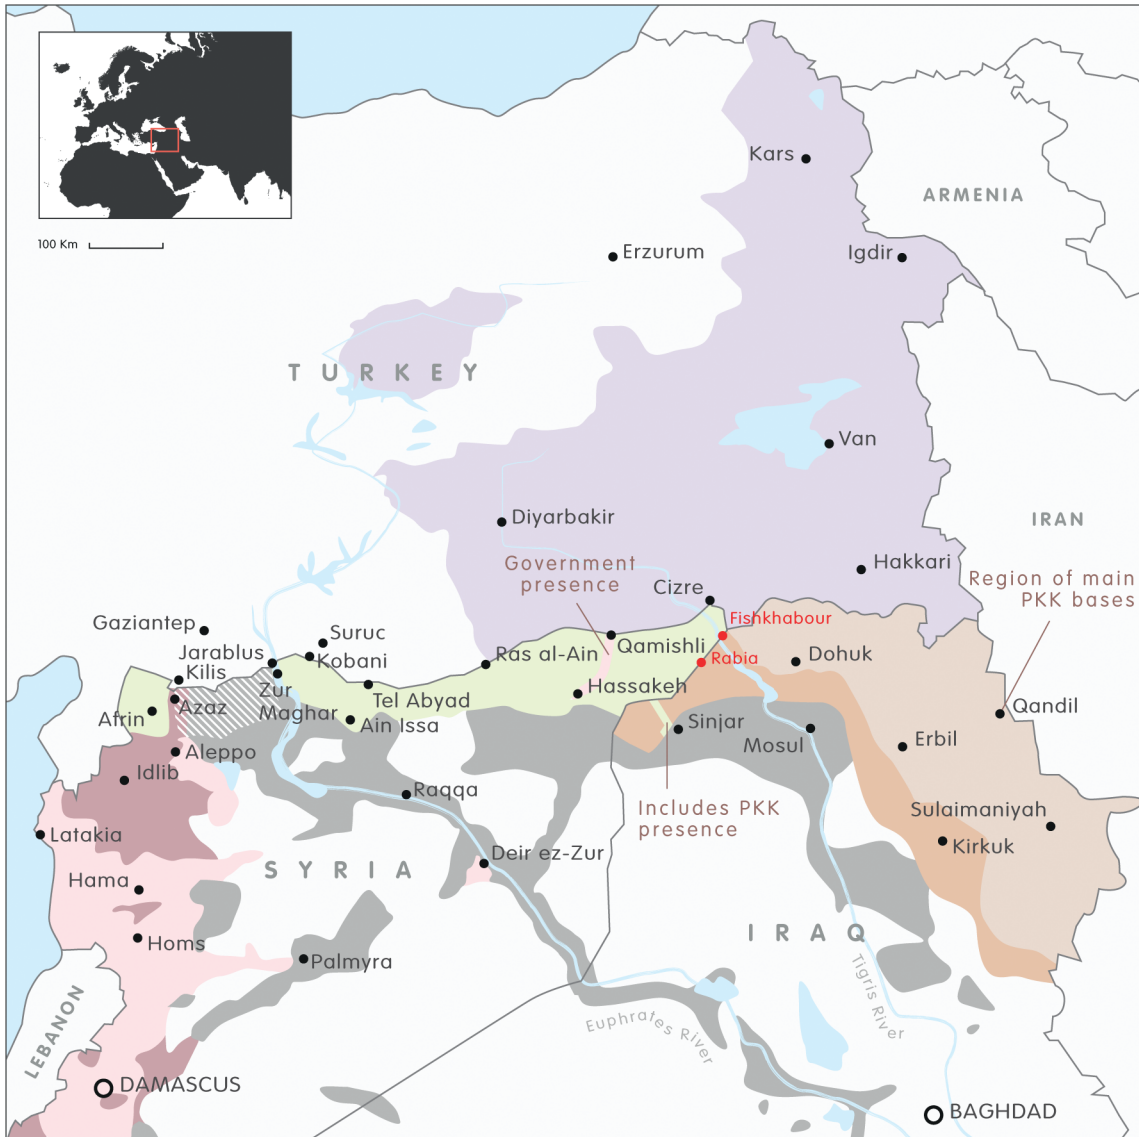 Kars
ARMENIA
100 Km
Erzurum
Igdir
TURKEY
Van
Diyarbakir
IRAN
Government
presence
Hakkari
Region of main
PKK bases
Cizre
Fishkhabour
Gaziantep
Suruc
Jarablus
Kobani
Ras al-Ain
Qamishli
Rabia
Dohuk
Kilis
Zur
Maghar
Tel Abyad
Hassakeh
Azaz
Afrin
Ain Issa
Sinjar
Qandil
Aleppo
Mosul
Erbil
Idlib
Raqqa
Includes PKK
presence
Sulaimaniyah
Latakia
Kirkuk
Deir ez-Zur
SYRIA
Hama
Homs
IRAQ
Palmyra
Tigris River
LEBANON
Euphrates River
DAMASCUS
BAGHDAD